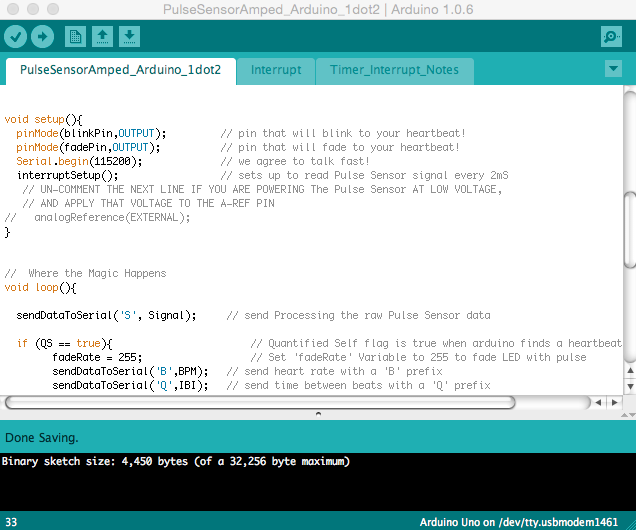 PulseSensorAmped_Arduino_1dot2 | Arduino 1.0.6
PulseSensorAmped_Arduino_1dot2 Interrupt Timer_Interrupt_Notes
void setup(){
pinMode(blinkPin,OUTPUT); // pin that will blink to your heartbeat!
pinMode(fadePin,OUTPUT); // pin that will fade to your heartbeat!
Serial.begin(115200); // we agree to talk fast!
interruptSetup(); // sets up to read Pulse Sensor signal every 2mS
// UN-COMMENT THE NEXT LINE IF YOU ARE POWERING The Pulse Sensor AT LOW VOLTAGE,
// AND APPLY THAT VOLTAGE TO THE A-REF PIN
// analogReference(EXTERNAL);
}
// Where the Magic Happens
void loop(){
sendDataToSerial('S', Signal); // send Processing the raw Pulse Sensor data
if (QS == true){ // Quantified Self flag is true when arduino finds a heartbeat
fadeRate = 255; // Set 'fadeRate' Variable to 255 to fade LED with pulse
sendDataToSerial('B',BPM); // send heart rate with a 'B' prefix
sendDataToSerial('Q',IBI); // send time between beats with a 'Q' prefix
Done Saving.
Binary sketch size: 4,450 bytes (of a 32,256 byte maximum)
33 Arduino Uno on /dev/tty.usbmodem1461